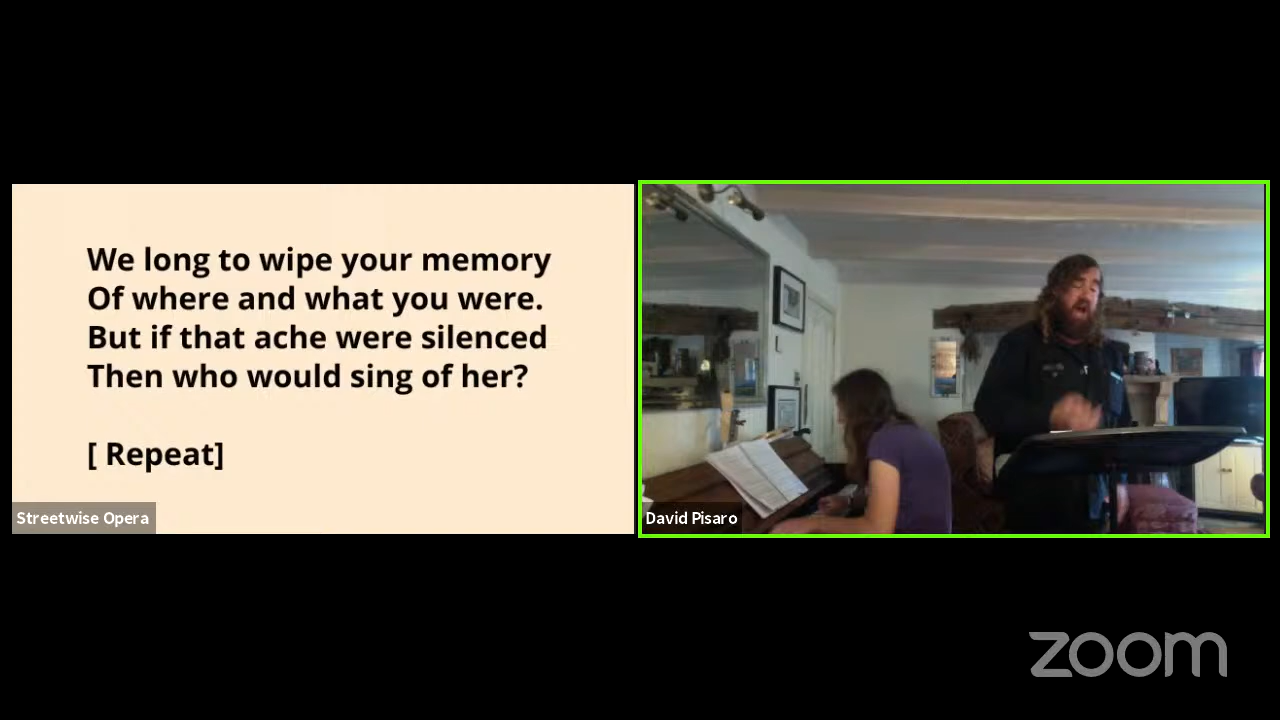 We long to wipe your memory
Of where and what you were.
But if that ache were silenced
Then who would sing of her?
[ Repeat]
Streetwise Opera
David Pisaro
zoom